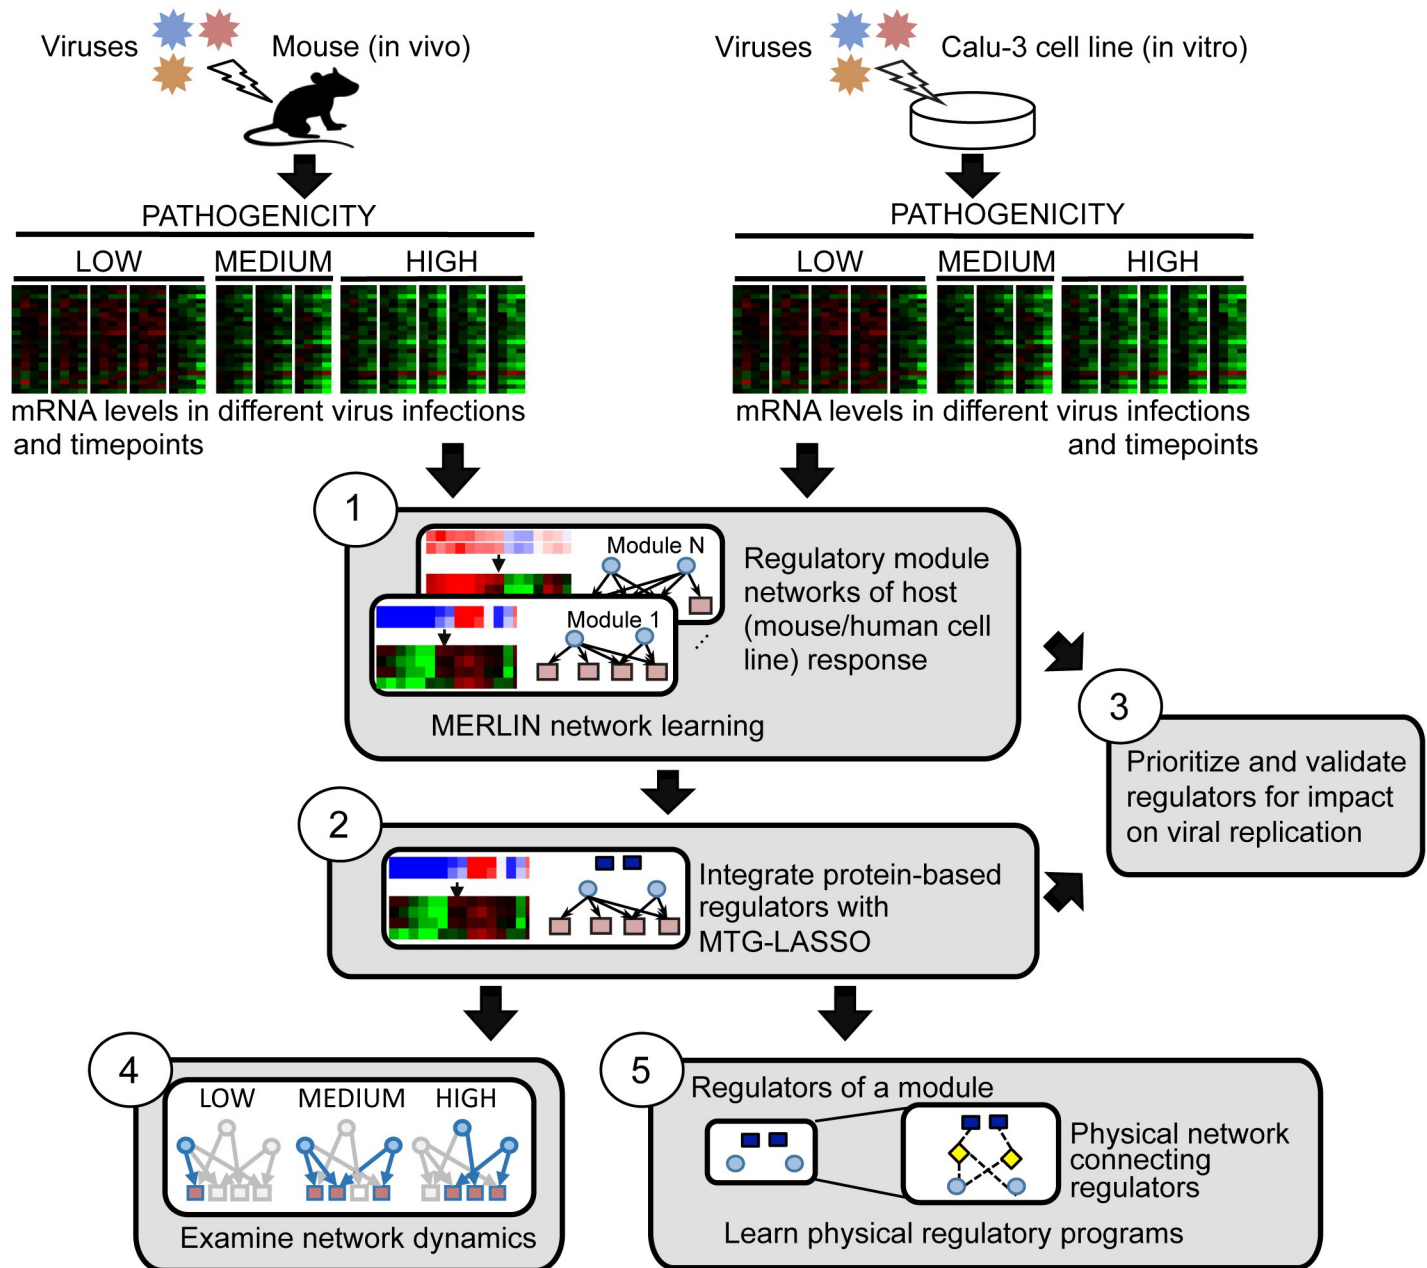 Viruses
Mouse (in vivo)
Viruses
Calu-3 cell line (in vitro)
PATHOGENICITY
LOW MEDIUM HIGH
mRNA levels in different virus infections
and timepoints
PATHOGENICITY
LOW MEDIUM HIGH
mRNA levels in different virus infections
and timepoints
1
Module N
Module 1
...
Regulatory module
networks of host
(mouse/human cell
line) response
MERLIN network learning
2
Integrate protein-based
regulators with
MTG-LASSO
3
Prioritize and validate
regulators for impact
on viral replication
4
LOW MEDIUM HIGH
Examine network dynamics
5
Regulators of a module
Physical network
connecting
regulators
Learn physical regulatory programs